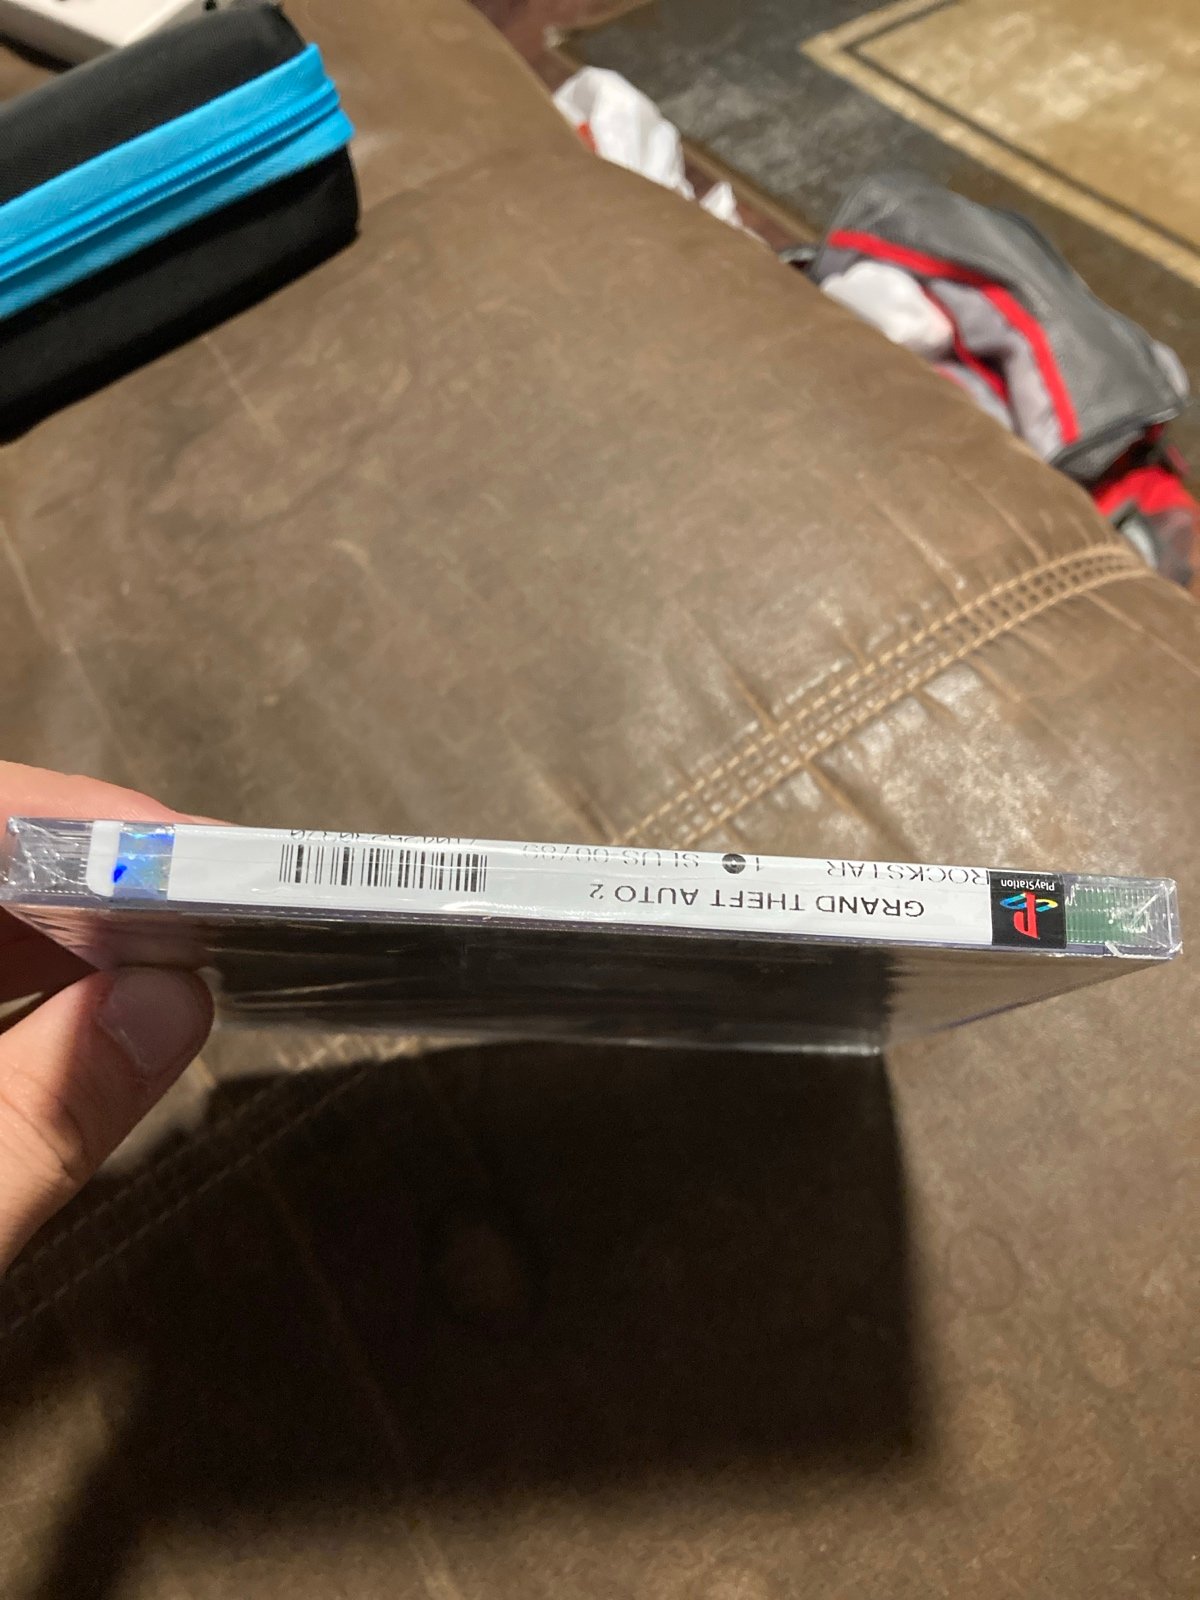 PlayStation
GRAND THEFT AUTO 2
ROCKSTAR
1
SLUS-00789